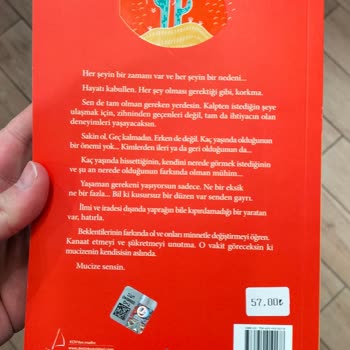 Her şeyin bir zamanı var ve her şeyin bir nedeni...
Hayatı kabullen. Her şey olması gerektiği gibi, korkma.
Sen de tam olman gereken yerdesin. Kalpten istediğin şeye
ulaşmak için, zihninden geçenleri değil, tam da ihtiyacın olan
deneyimleri yaşayacaksın.
Sakin ol. Geç kalmadın. Erken de değil. Kaç yaşında olduğunun
bir önemi yok... Kimlerden ileri ya da geri olduğunun da...
Kaç yaşında hissettiğinin, kendini nerede görmek istediğinin
ve şu an nerede olduğunun farkında olman mühim...
Yaşaman gerekeni yaşıyorsun sadece. Ne bir eksik
ne bir fazla... Bil ki kusursuz bir düzen var senden gayrı.
İlmi ve iradesi dışında yaprağın bile kıpırdamadığı bir yaratan
var, hatırla.
Beklentilerinin farkında ol ve onları minnetle değiştirmeyi öğren.
Kanaat etmeyi ve şükretmeyi unutma. O vakit göreceksin ki
mucizenin kendisisin aslında.
Mucize sensin.
57.00₺